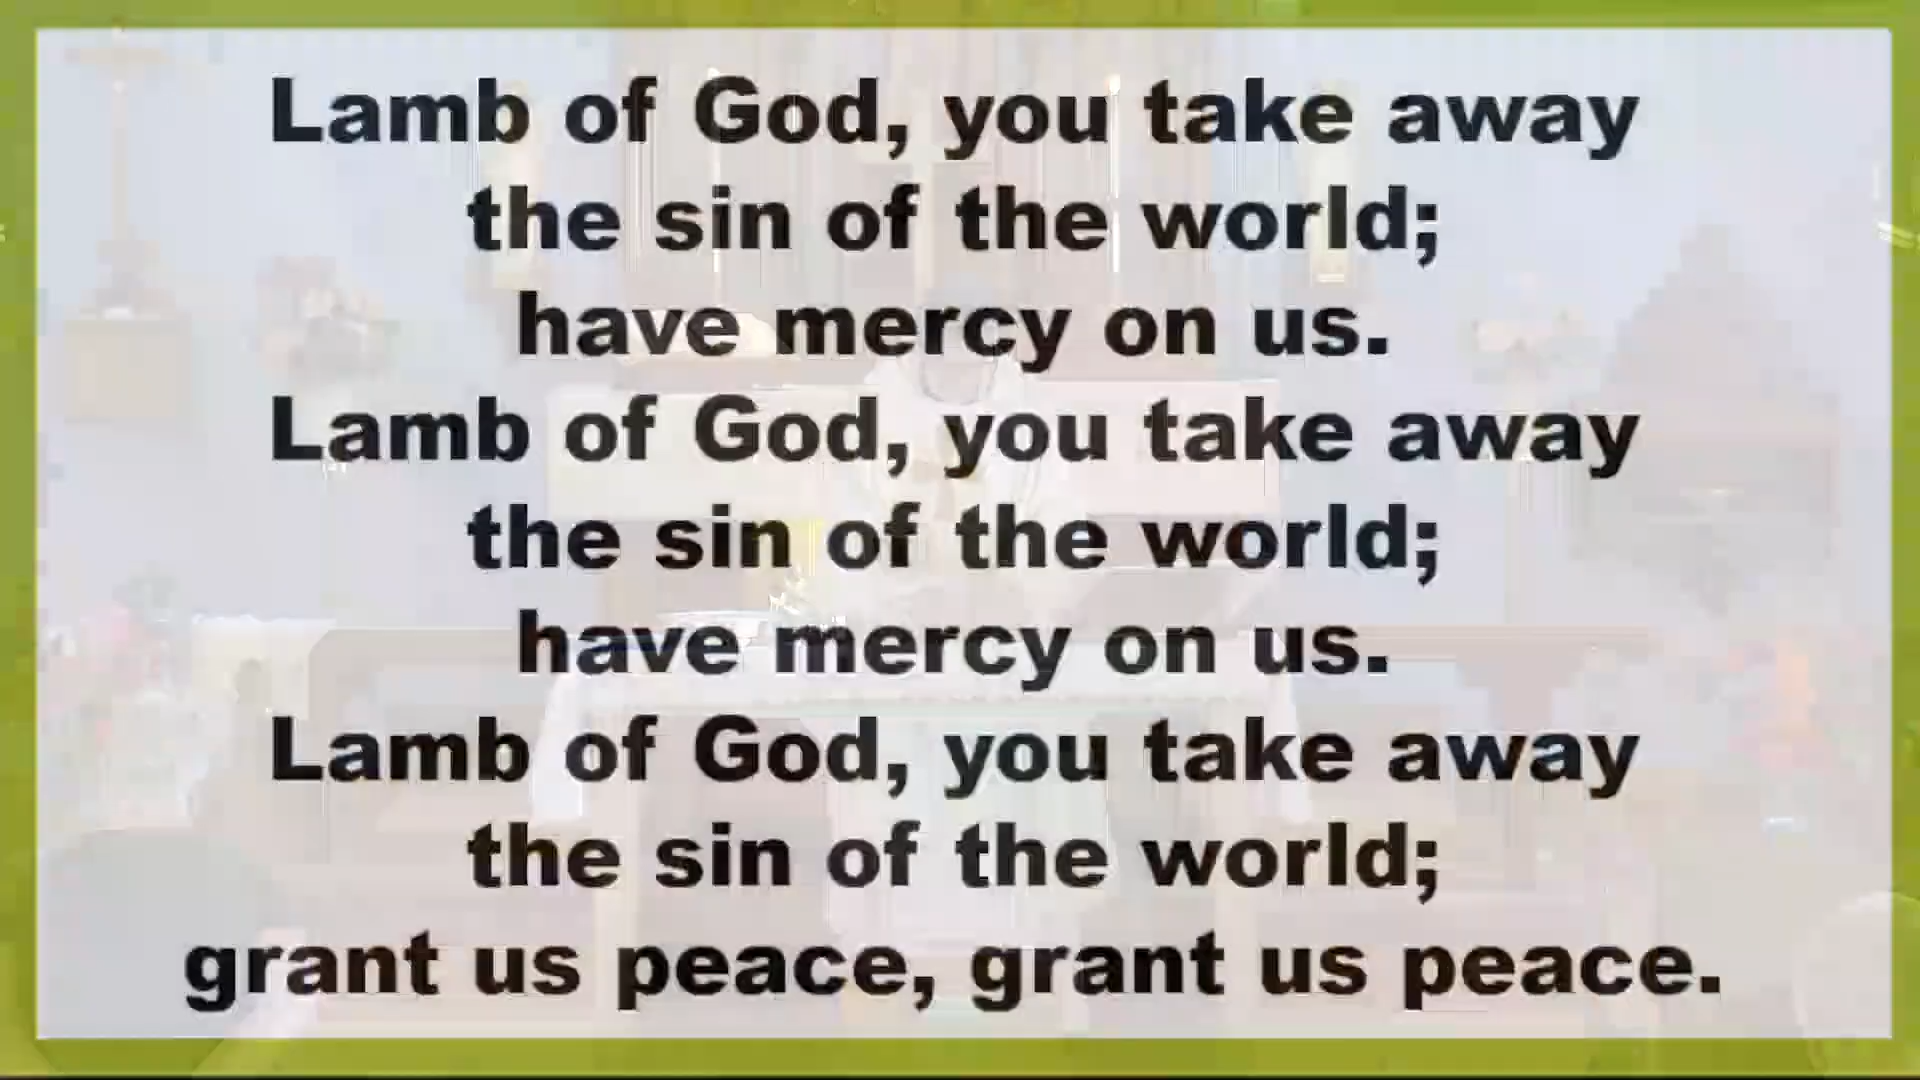 Lamb of God, you take away
the sin of the world;
have mercy on us.
Lamb of God, you take away
the sin of the world;
have mercy on us.
Lamb of God, you take away
the sin of the world;
grant us peace, grant us peace.